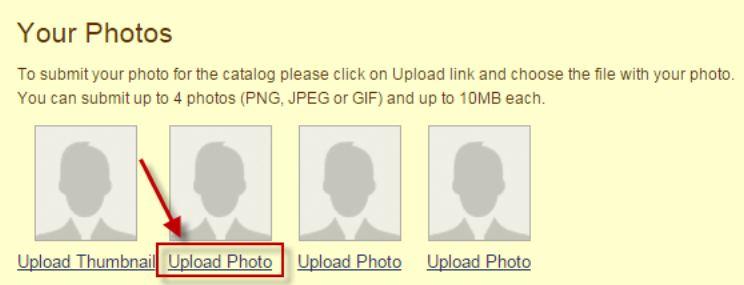 Your Photos
To submit your photo for the catalog please click on Upload link and choose the file with your photo.
You can submit up to 4 photos (PNG, JPEG or GIF) and up to 10MB each.
Upload Thumbnail Upload Photo Upload Photo Upload Photo